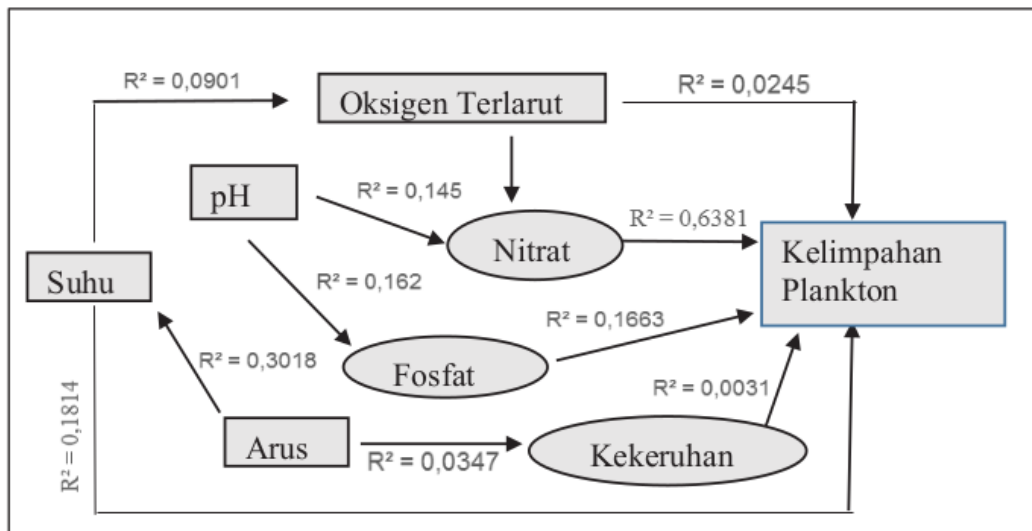 R² = 0,0901
Oksigen Terlarut
R² = 0,0245
pH
R² = 0,145
Nitrat
R² = 0,6381
Kelimpahan
Plankton
Suhu
R² = 0,162
R² = 0,1663
R² = 0,3018
Fosfat
R² = 0,0031
R² = 0,1814
Arus
R² = 0,0347
Kekeruhan